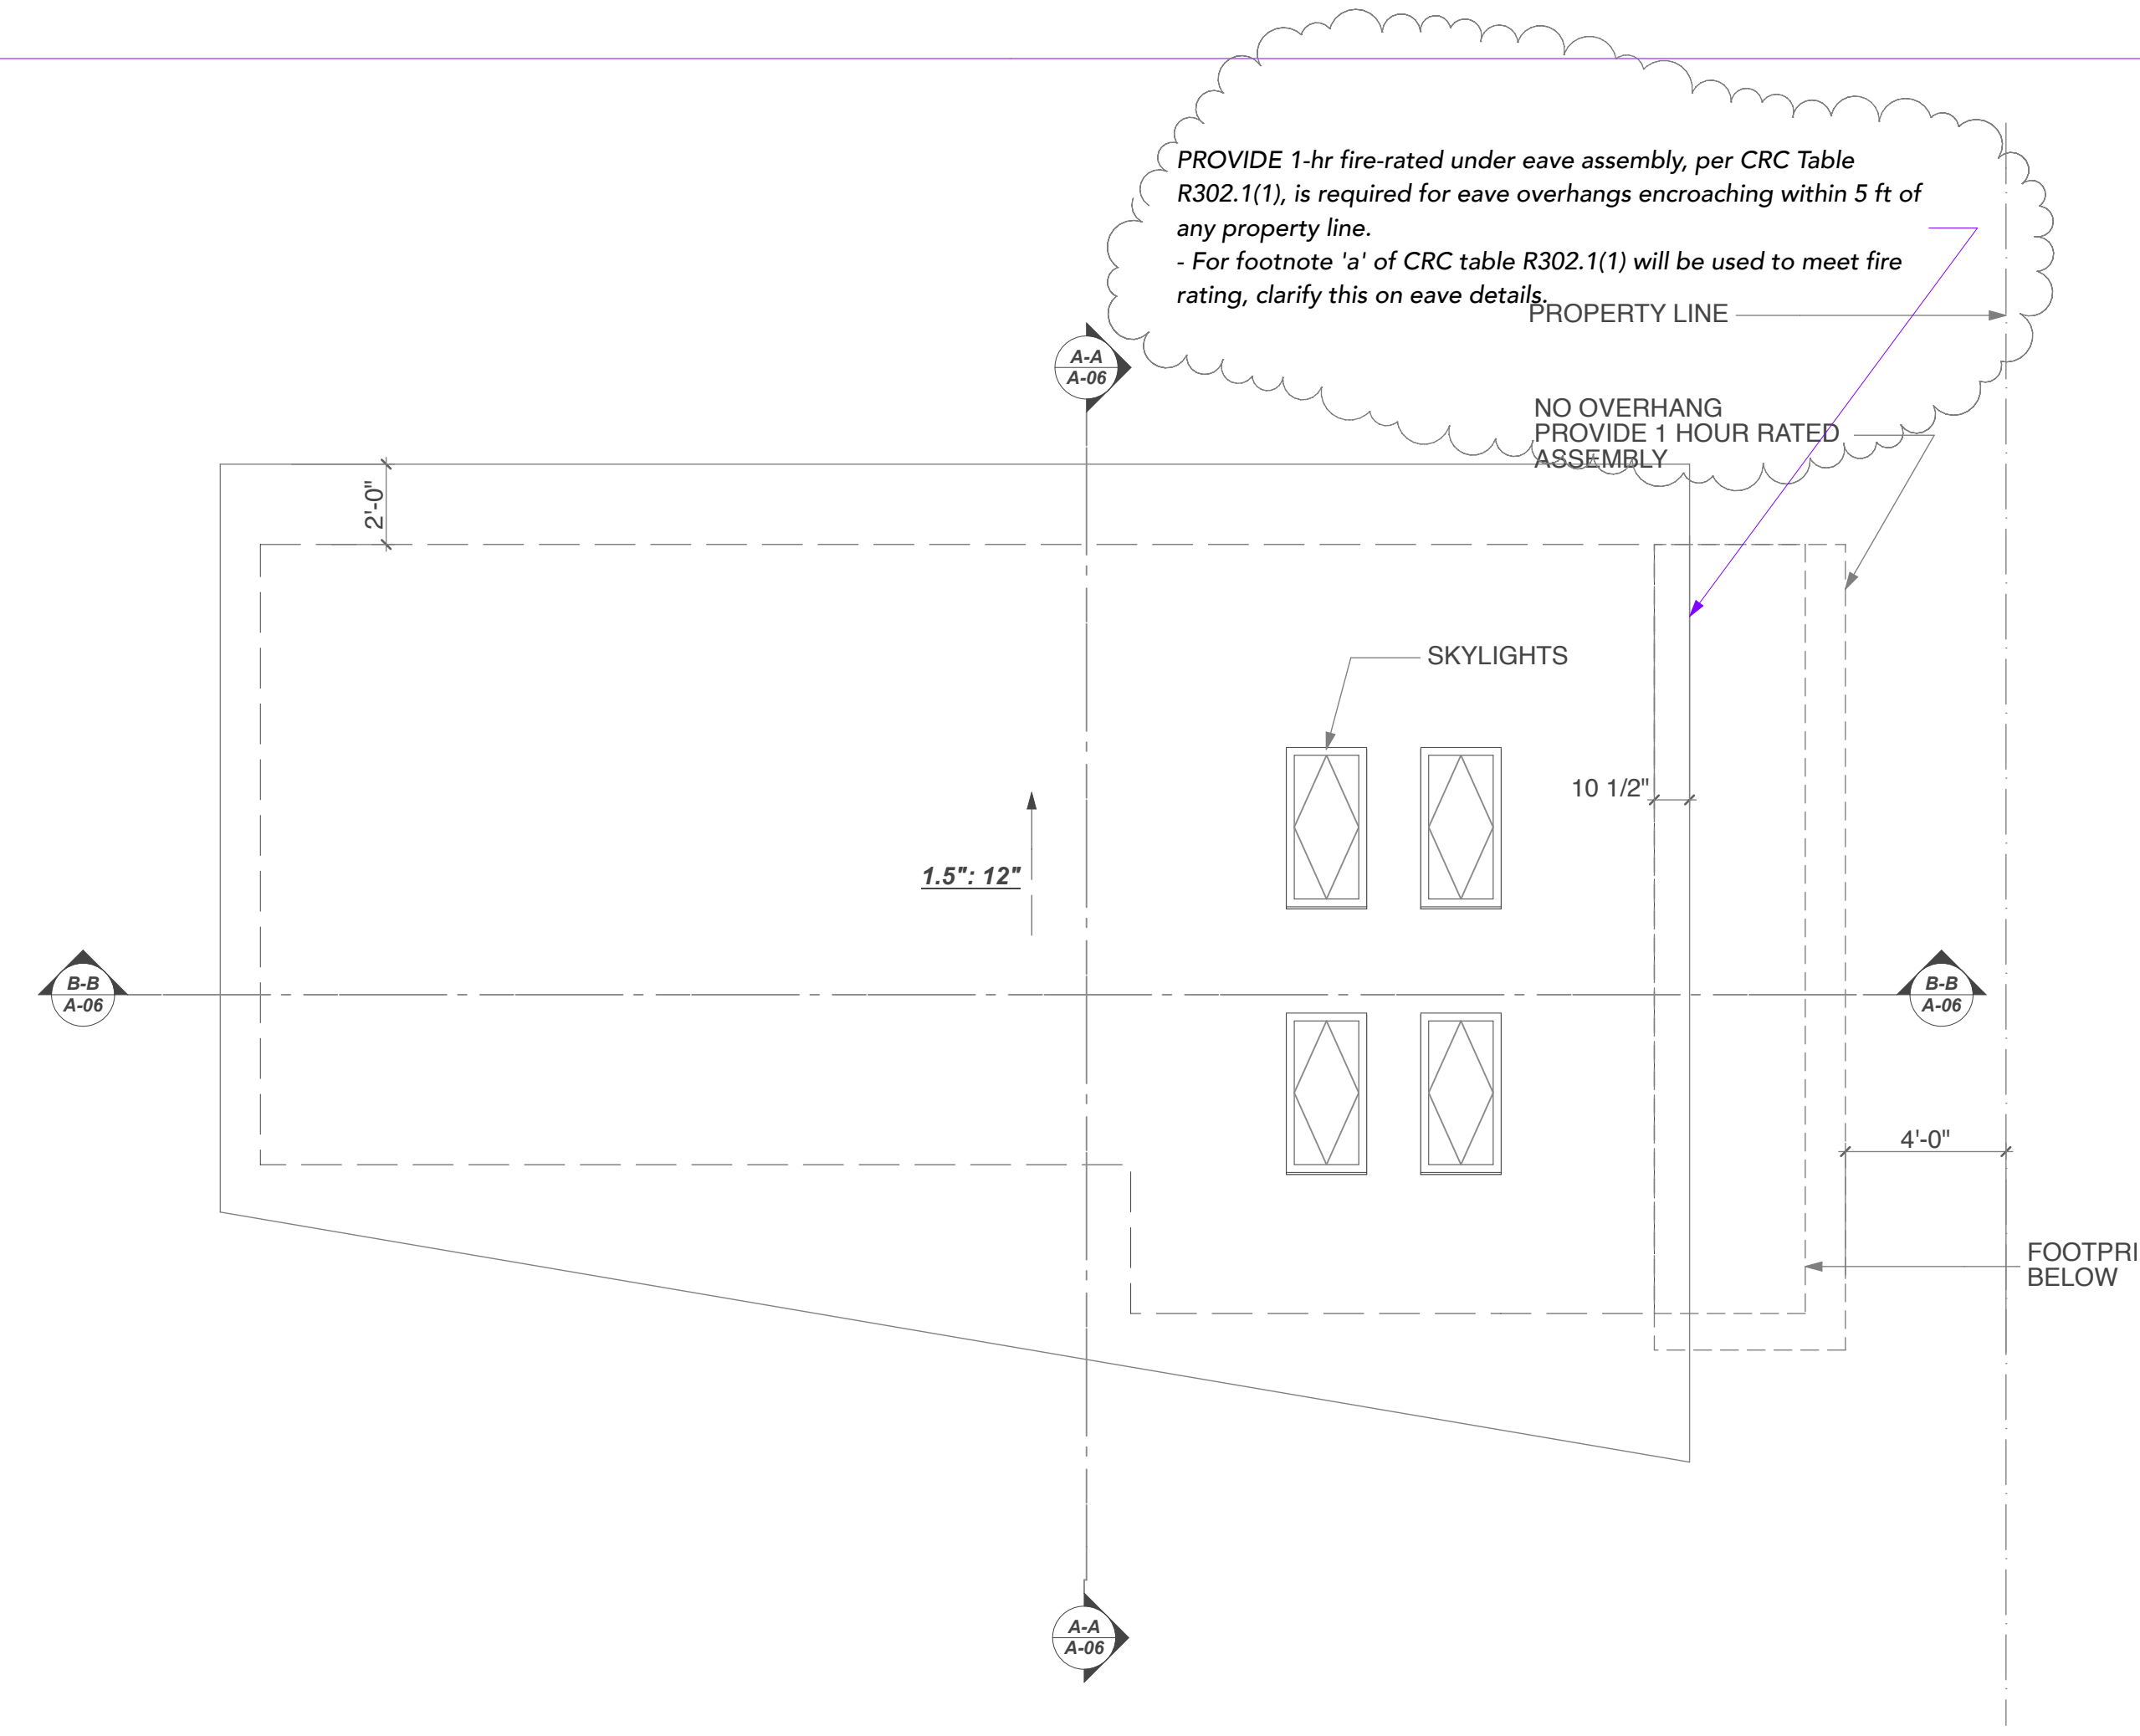 PROVIDE 1-hr fire-rated under eave assembly, per CRC Table
R302.1(1), is required for eave overhangs encroaching within 5 ft of
any property line.
- For footnote 'a' of CRC table R302.1(1) will be used to meet fire
rating, clarify this on eave details.
PROPERTY LINE
A-A
A-06
NO OVERHANG
PROVIDE 1 HOUR RATED
ASSEMBLY
2'-0"
SKYLIGHTS
10 1/2"
1.5": 12"
B-B
A-06
B-B
A-06
4'-0"
FOOTPRI
BELOW
A-A
A-06